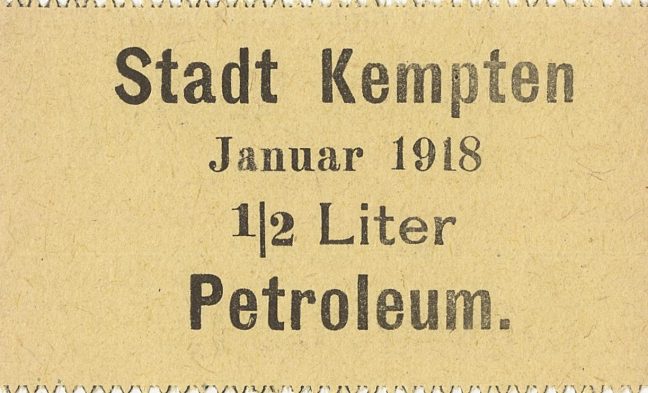 Stadt Kempten
Januar 1918
1/2 Liter
Petroleum.